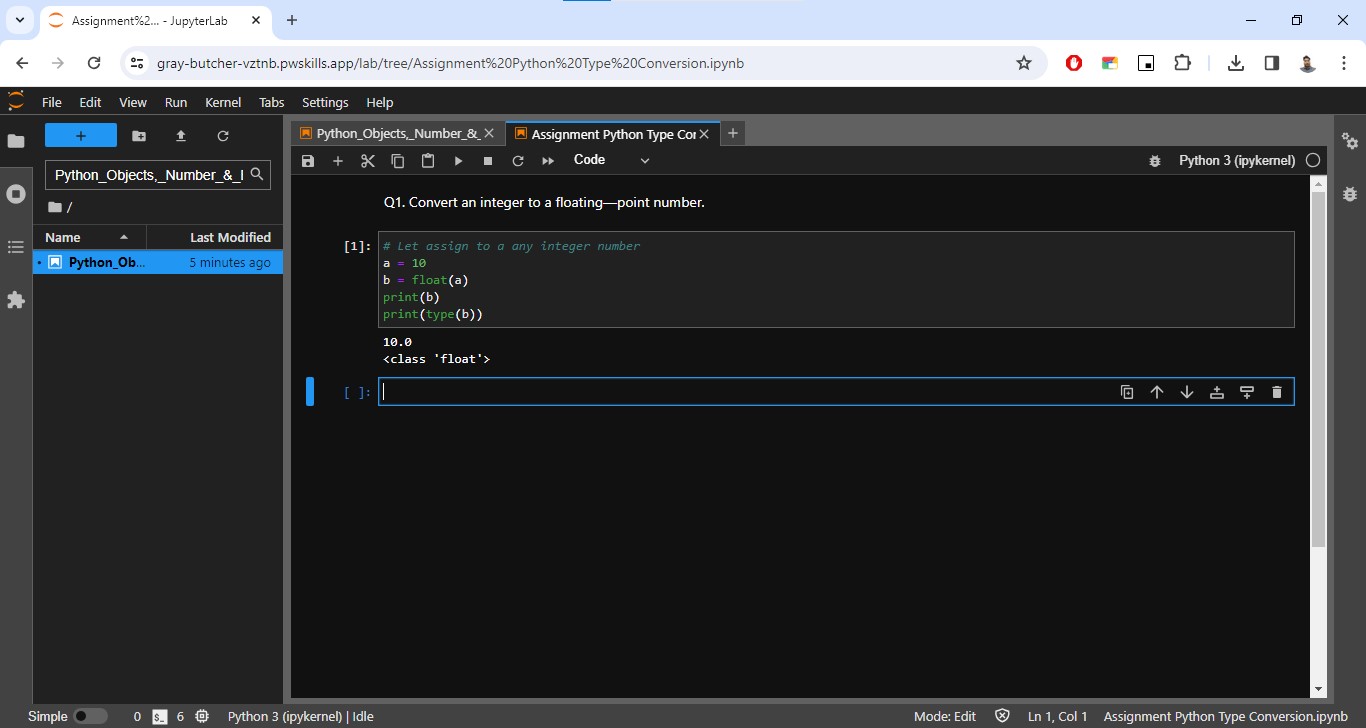 Assignment%2... - JupyterLab
gray-butcher-vztnb.pwskills.app/lab/tree/Assignment%20Python%20Type%20Conversion.ipynb
File Edit View Run Kernel Tabs Settings Help
Python_Objects,_Number_&_
Assignment Python Type Cor
Code
Python 3 (ipykernel)
Python_Objects,_Number_&_I
/
Name Last Modified
Python_Ob... 5 minutes ago
Q1. Convert an integer to a floating—point number.
[1]: # Let assign to a any integer number
a = 10
b = float(a)
print(b)
print(type(b))
10.0
<class 'float'>
[ ]:
Simple 0 $_ 6 Python 3 (ipykernel) | Idle Mode: Edit Ln 1, Col 1 Assignment Python Type Conversion.ipynb